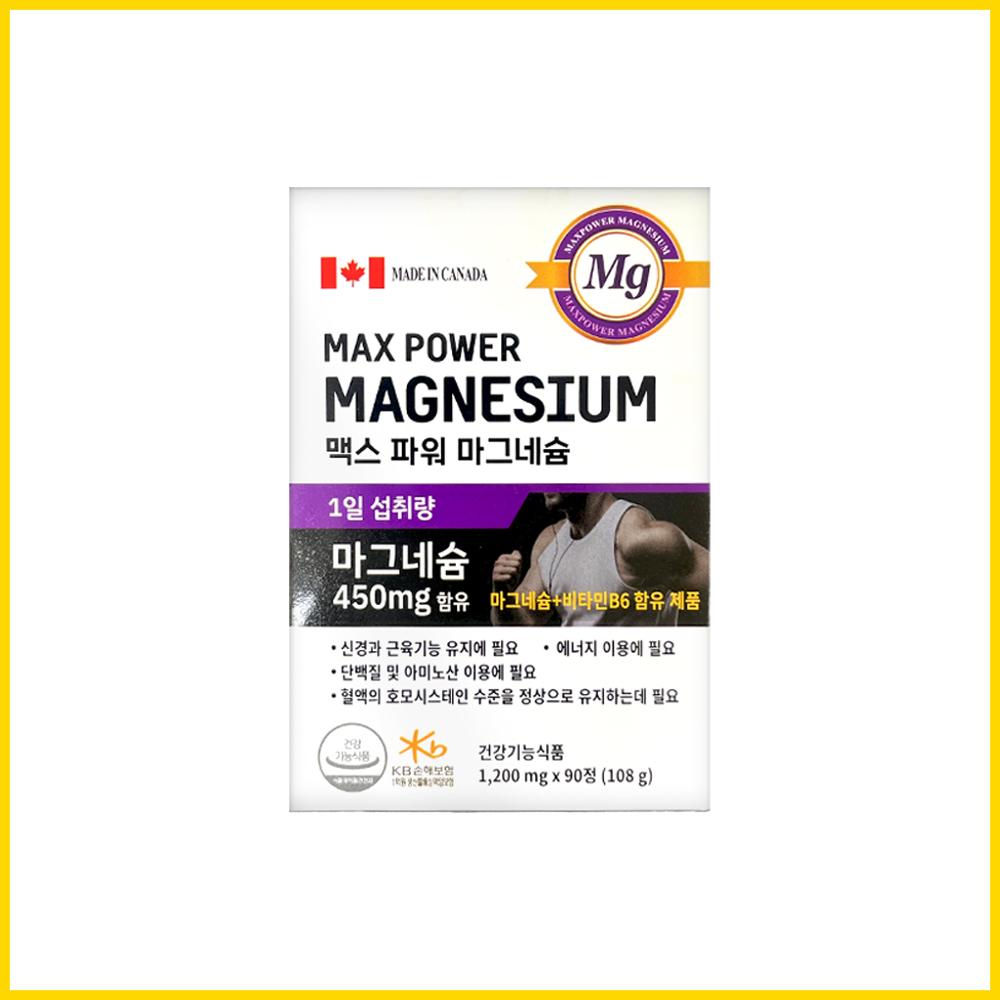 MAXPOWER MAGNESIUM
Mg
MAXPOWER MAGNESIUM
MADE IN CANADA
MAX POWER
MAGNESIUM
맥스 파워 마그네슘
1일 섭취량
마그네슘
450mg 함유
마그네슘+비타민B6 함유 제품
• 신경과 근육기능 유지에 필요 • 에너지 이용에 필요
• 단백질 및 아미노산 이용에 필요
• 혈액의 호모시스테인 수준을 정상으로 유지하는데 필요
건강
기능식품
Kb
KB손해보험
건강기능식품
1,200 mg x 90정 (108 g)